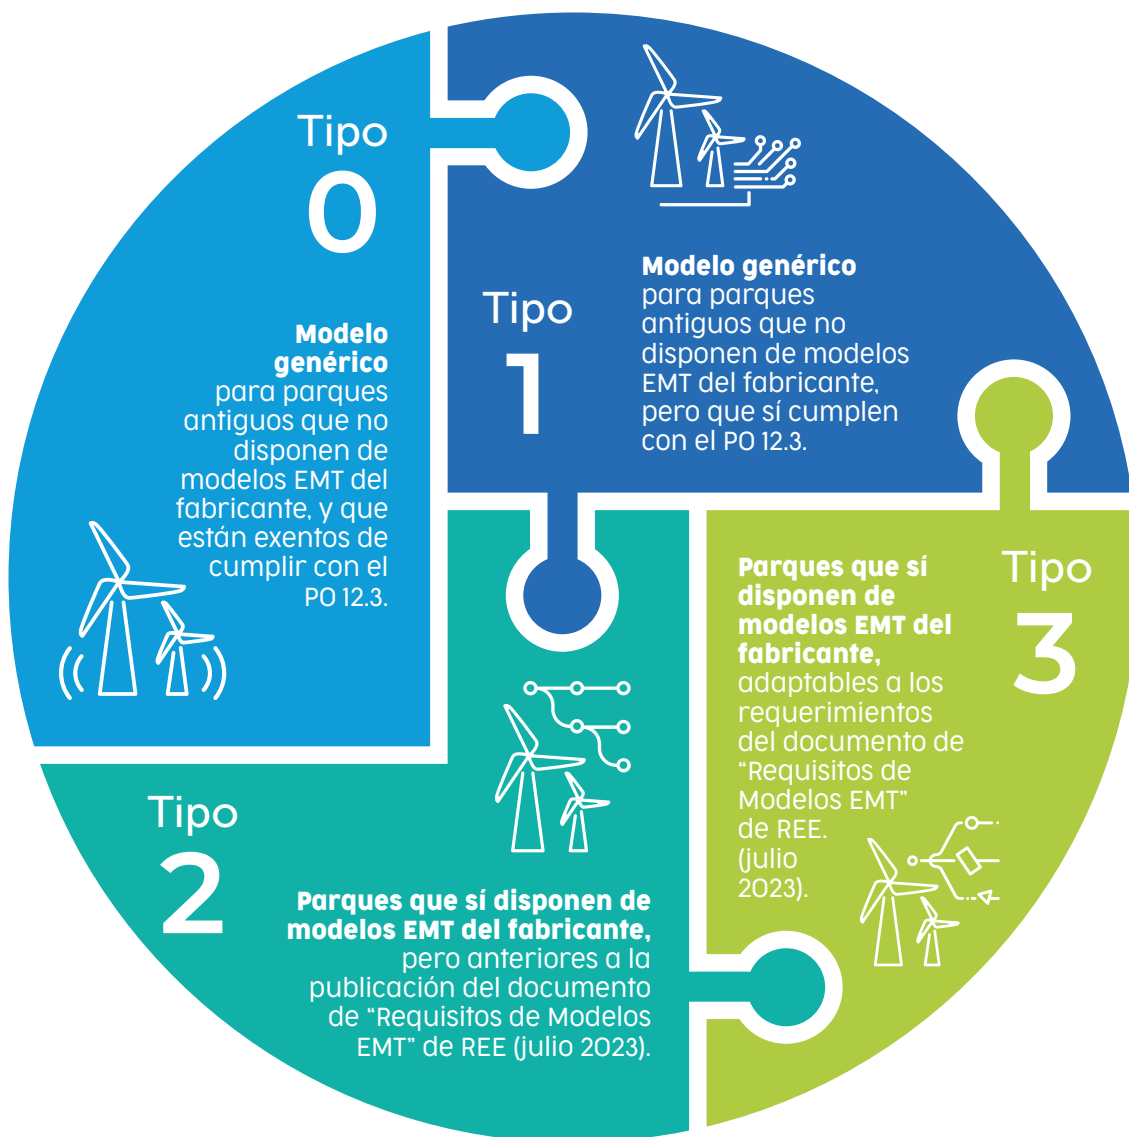 Tipo
0
Modelo
genérico
para parques
antiguos que no
disponen de
modelos EMT del
fabricante, y que
están exentos de
cumplir con el
PO 12.3.
Tipo
1
Modelo genérico
para parques
antiguos que no
disponen de modelos
EMT del fabricante,
pero que sí cumplen
con el PO 12.3.
Tipo
2
Parques que sí disponen de
modelos EMT del fabricante,
pero anteriores a la
publicación del documento
de “Requisitos de Modelos
EMT” de REE (julio 2023).
Tipo
3
Parques que sí
disponen de
modelos EMT del
fabricante,
adaptables a los
requerimientos
del documento de
“Requisitos de
Modelos EMT”
de REE.
(julio
2023).